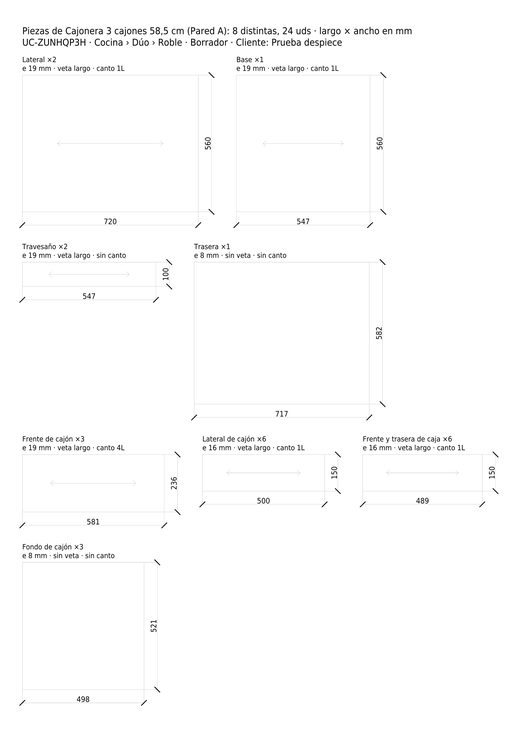 Piezas de Cajonera 3 cajones 58,5 cm (Pared A): 8 distintas, 24 uds · largo × ancho en mm
UC-ZUNHQP3H · Cocina › Dúo › Roble · Borrador · Cliente: Prueba despiece
Lateral ×2
e 19 mm · veta largo · canto 1L
560
720
Base ×1
e 19 mm · veta largo · canto 1L
560
547
Travesaño ×2
e 19 mm · veta largo · sin canto
100
547
Trasera ×1
e 8 mm · sin veta · sin canto
582
717
Frente de cajón ×3
e 19 mm · veta largo · canto 4L
236
581
Lateral de cajón ×6
e 16 mm · veta largo · canto 1L
150
500
Frente y trasera de caja ×6
e 16 mm · veta largo · canto 1L
150
489
Fondo de cajón ×3
e 8 mm · sin veta · sin canto
521
498